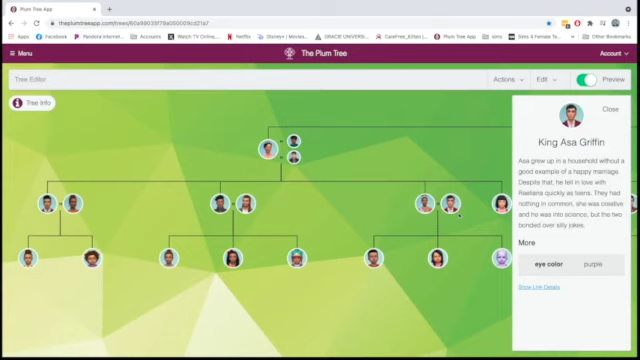 Plum Tree App
theplumtreeapp.com/trees/60a99035f79a050009cd21a7
Apps
Facebook
Pandora Internet...
Accounts
Watch TV Online...
Netflix
Disney+ | Movies...
GRACIE UNIVERSI...
CareFree_Kitten |
Plum Tree App
sims
Sims 4 Female Te...
Other Bookmarks
Menu
The Plum Tree
Account
Tree Editor
Actions
Edit
Preview
Tree Info
Close
King Asa Griffin
Asa grew up in a household without a
good example of a happy marriage.
Despite that, he fell in love with
Raeliana quickly as teens. They had
nothing in common, she was creative
and he was into science, but the two
bonded over silly jokes.
More
eye color purple
Show Link Details